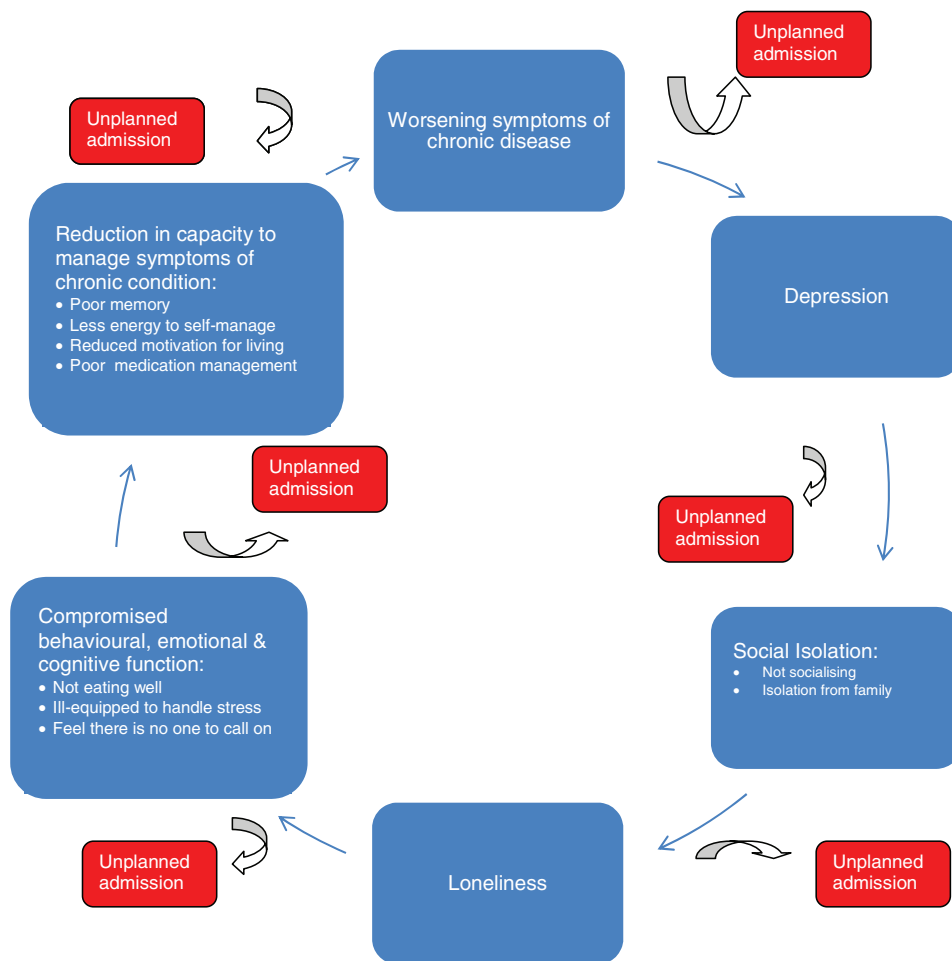 Unplanned
admission
Worsening symptoms of
chronic disease
Unplanned
admission
Depression
Unplanned
admission
Social Isolation:
• Not socialising
• Isolation from family
Unplanned
admission
Loneliness
Unplanned
admission
Compromised
behavioural, emotional &
cognitive function:
• Not eating well
• Ill-equipped to handle stress
• Feel there is no one to call on
Unplanned
admission
Reduction in capacity to
manage symptoms of
chronic condition:
• Poor memory
• Less energy to self-manage
• Reduced motivation for living
• Poor medication management